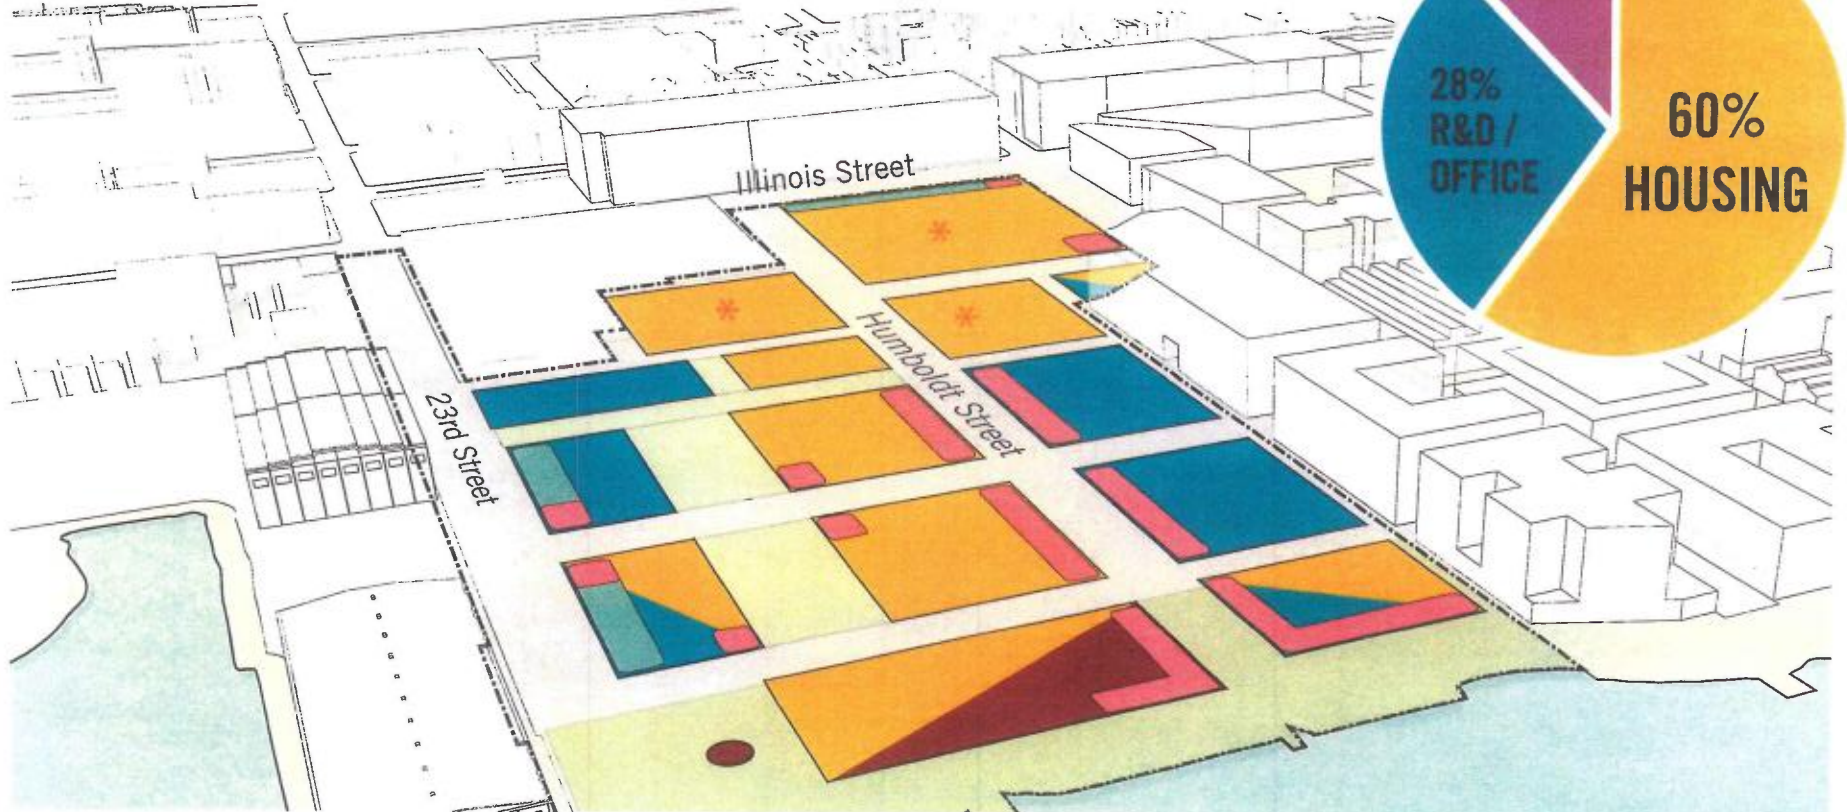 28%
R&D /
OFFICE
60%
HOUSING
Illinois Street
Humboldt Street
23rd Street
*
*
*